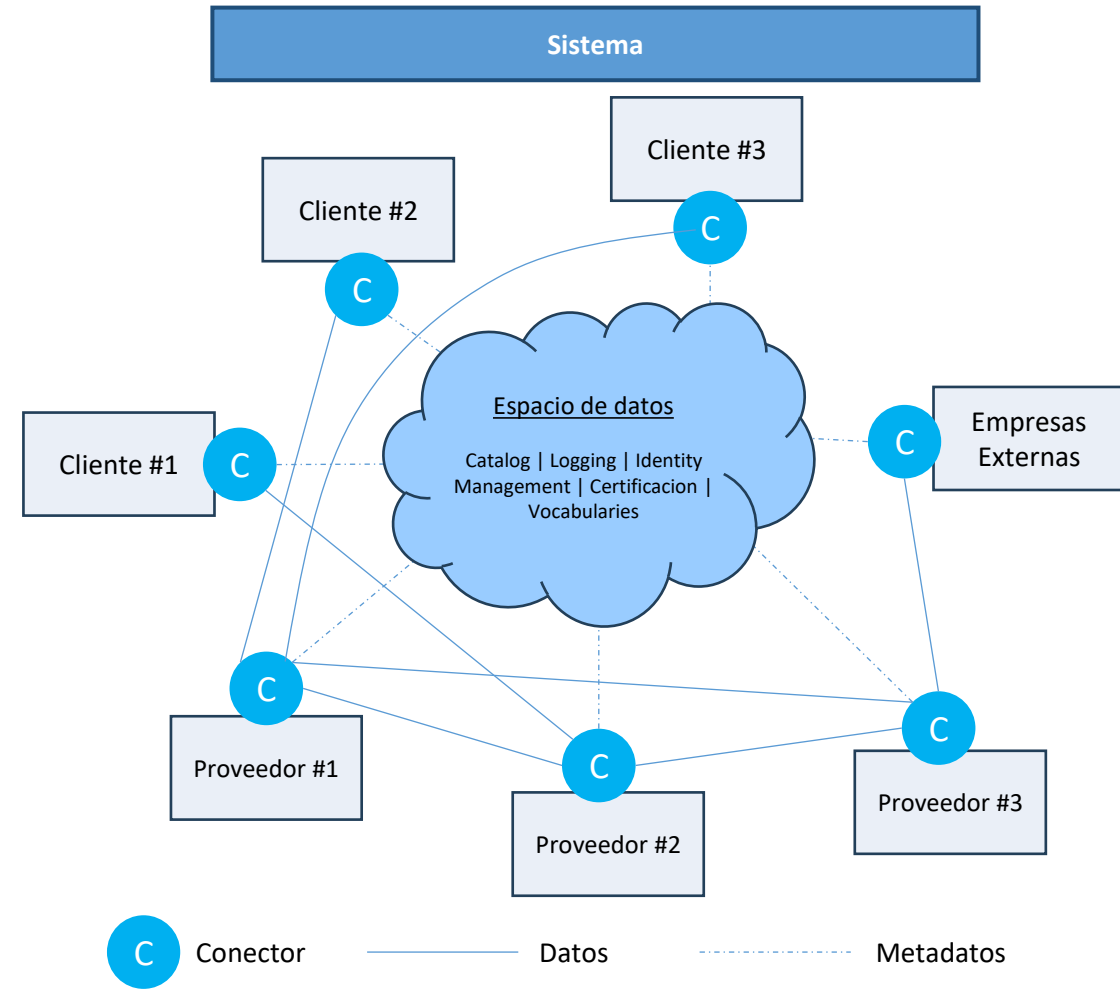 Sistema
Cliente #3
C
Cliente #2
C
Espacio de datos
Catalog | Logging | Identity
Management | Certificacion |
Vocabularies
Empresas
Externas
C
Cliente #1
C
C
Proveedor #1
C
Proveedor #2
C
Proveedor #3
C
Conector
Datos
Metadatos